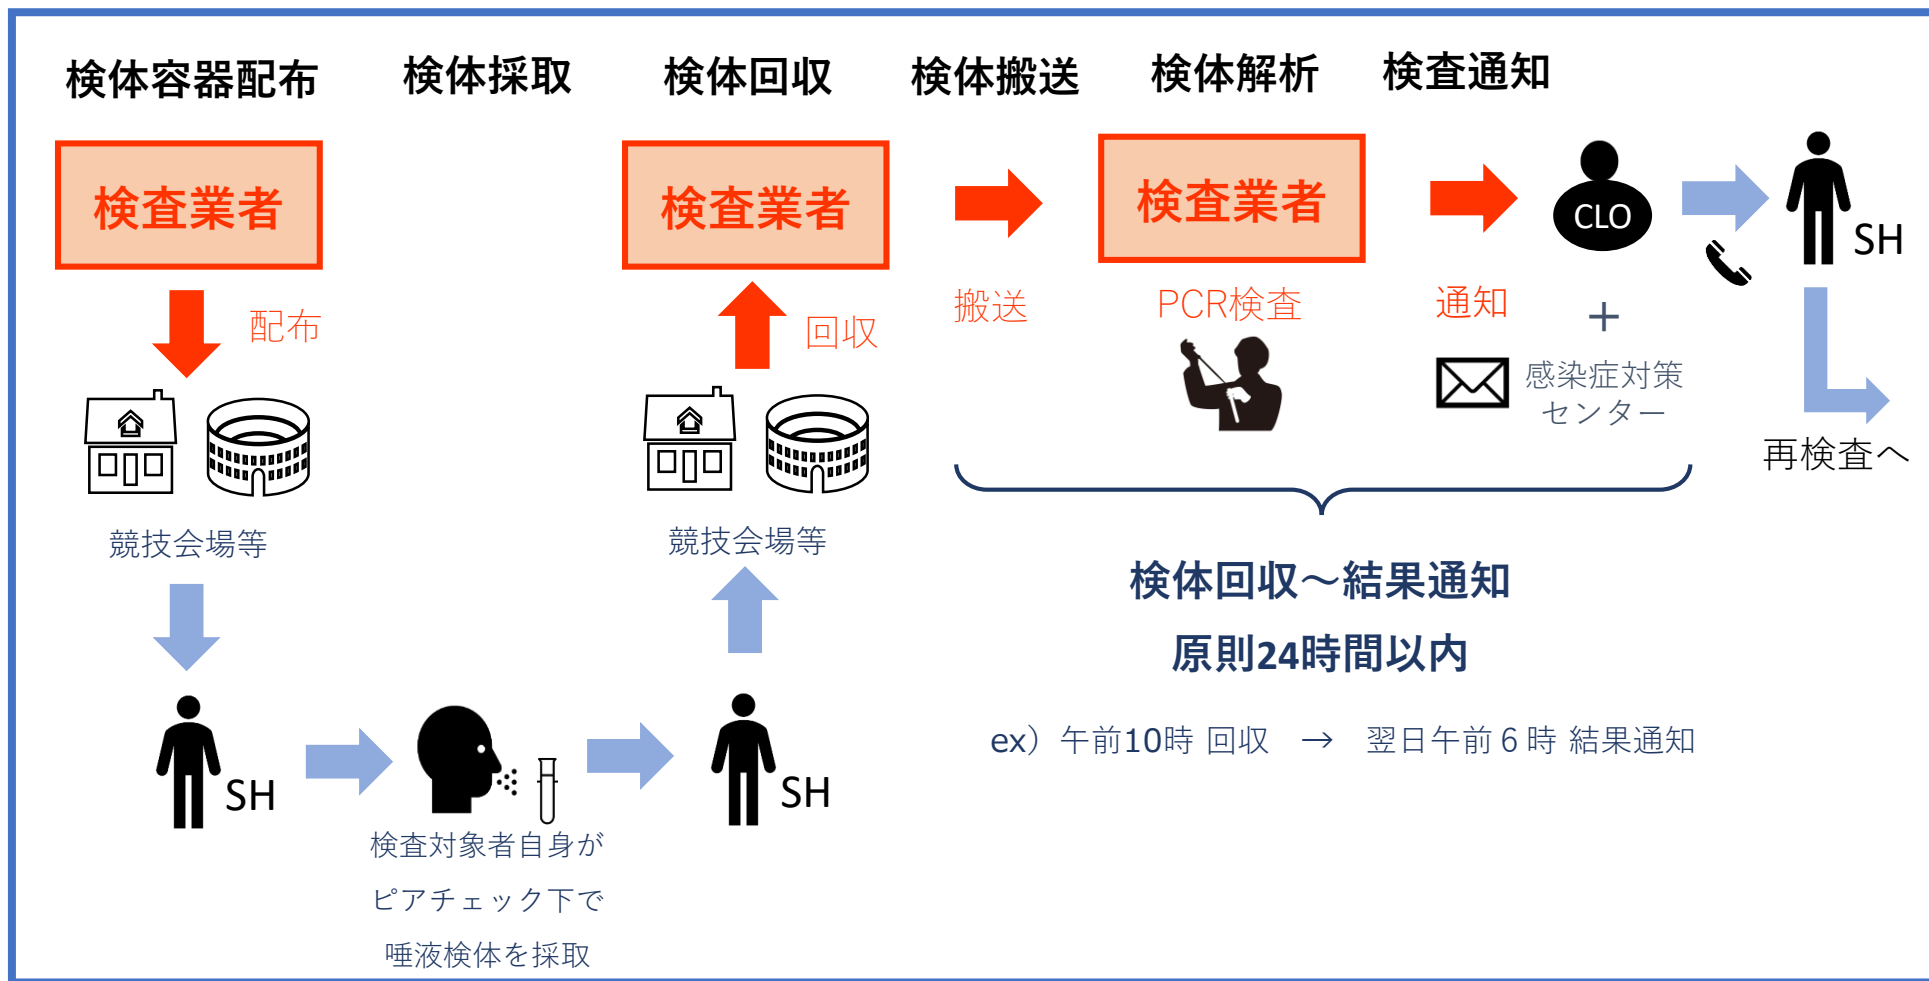 検体容器配布
検体採取
検体回収
検体搬送
検体解析
検査通知
検査業者
検査業者
検査業者
CLO
SH
配布
回収
搬送
PCR検査
通知
+
感染症対策
センター
再検査へ
競技会場等
競技会場等
検体回収～結果通知
原則24時間以内
ex）午前10時 回収 → 翌日午前６時 結果通知
SH
SH
検査対象者自身が
ピアチェック下で
唾液検体を採取